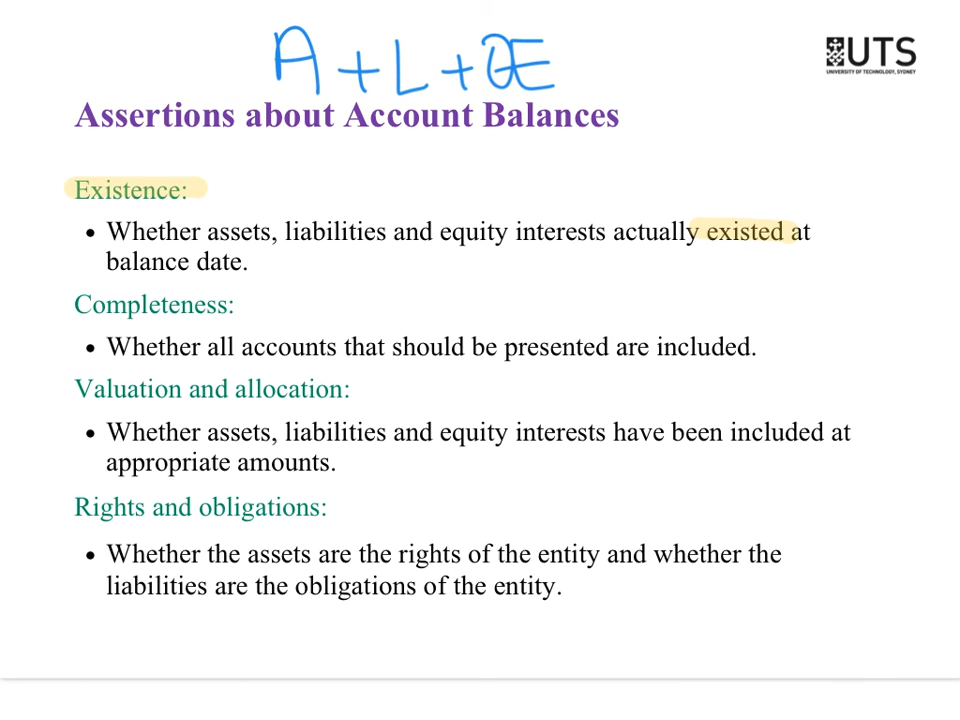 A + L + OE
UTS
UNIVERSITY OF TECHNOLOGY, SYDNEY
Assertions about Account Balances
Existence:
• Whether assets, liabilities and equity interests actually existed at
balance date.
Completeness:
• Whether all accounts that should be presented are included.
Valuation and allocation:
• Whether assets, liabilities and equity interests have been included at
appropriate amounts.
Rights and obligations:
• Whether the assets are the rights of the entity and whether the
liabilities are the obligations of the entity.